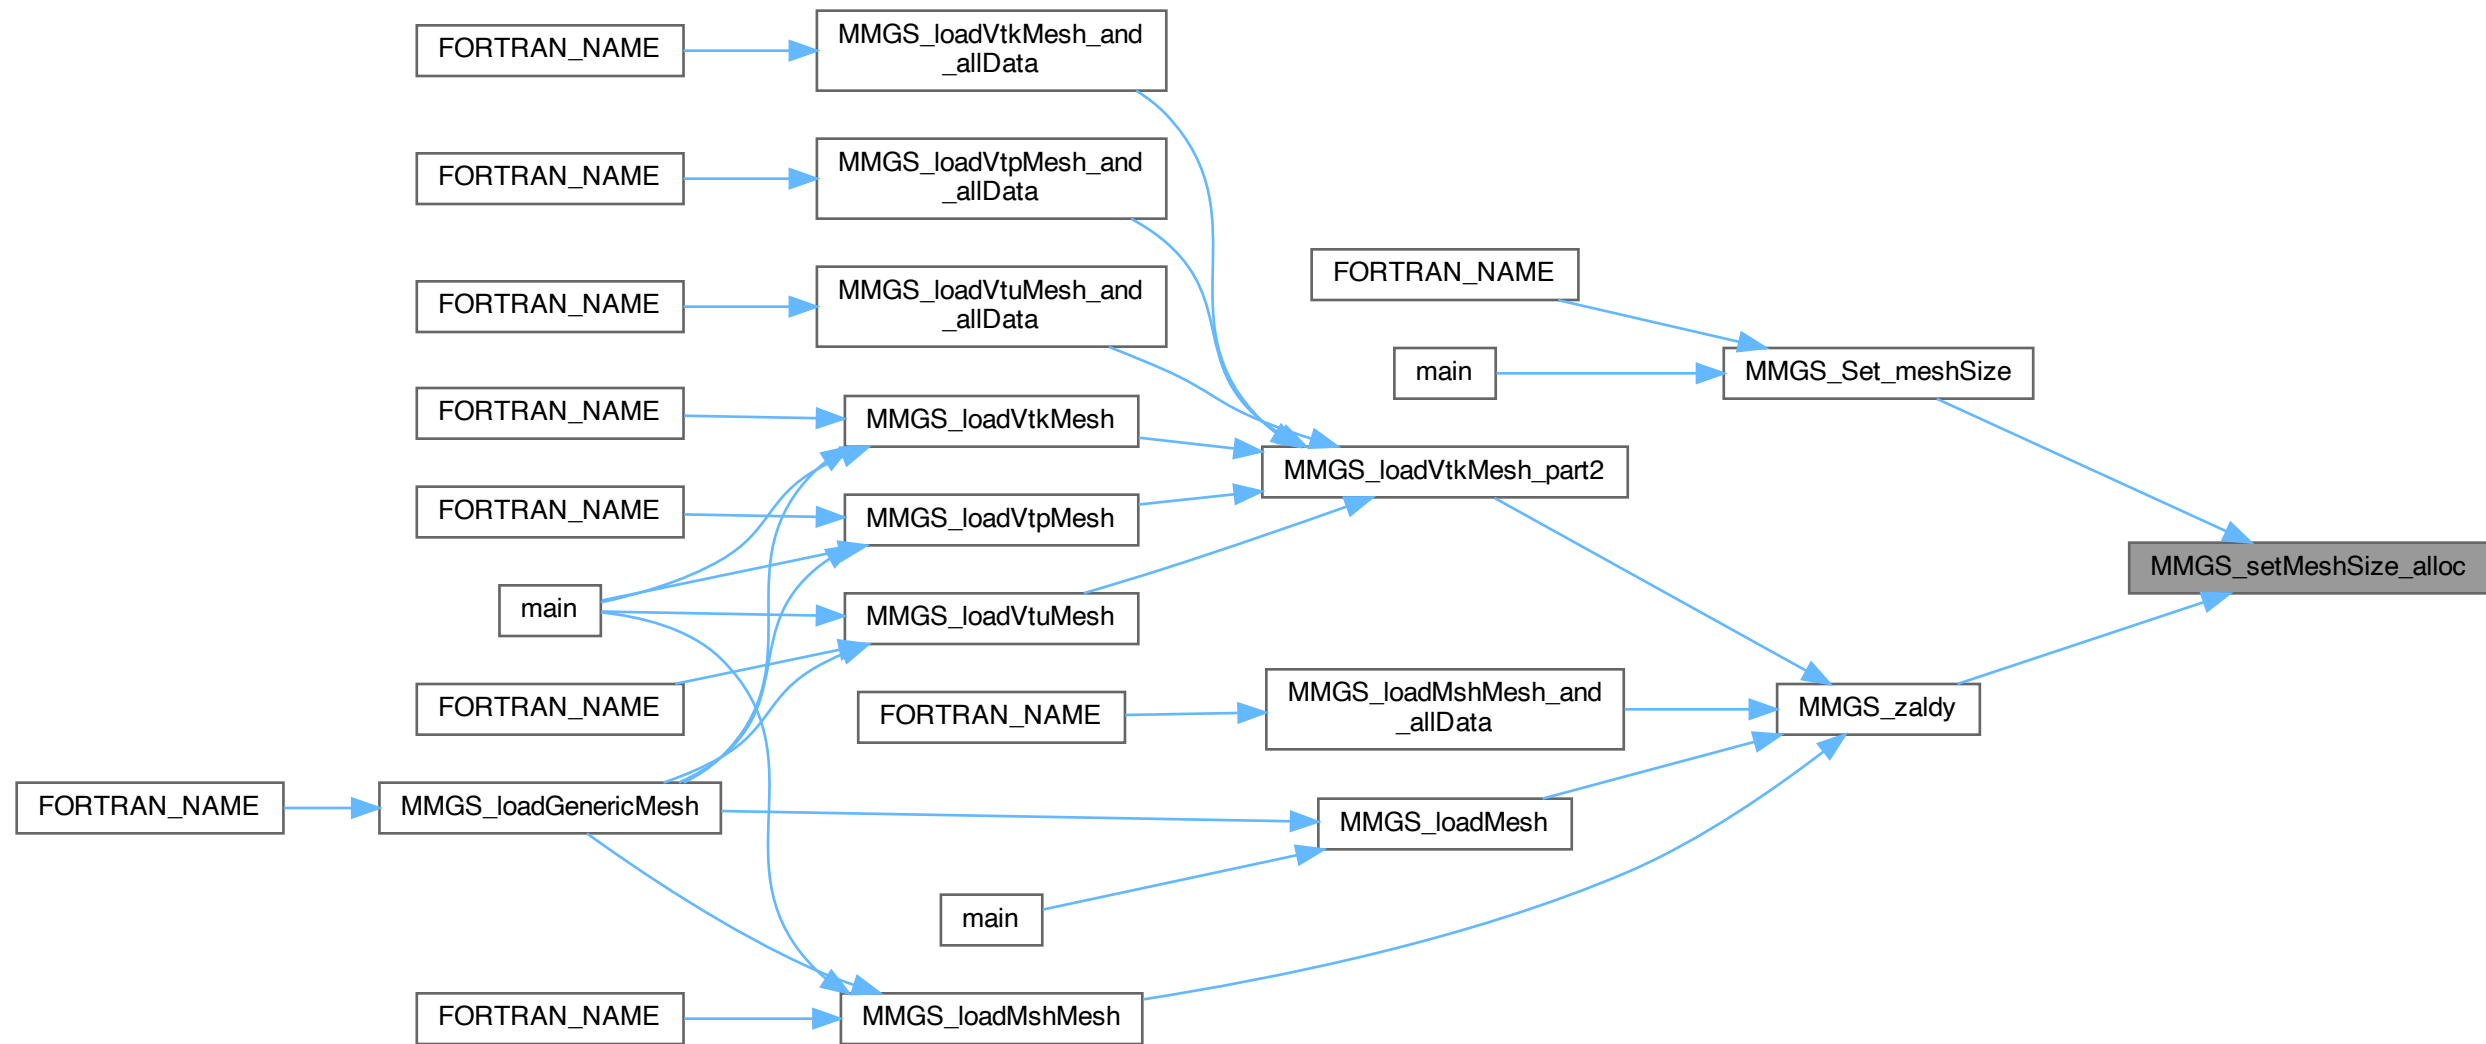 FORTRAN_NAME
MMGS_loadVtkMesh_and
_allData
FORTRAN_NAME
MMGS_loadVtpMesh_and
_allData
FORTRAN_NAME
MMGS_loadVtuMesh_and
_allData
FORTRAN_NAME
main
MMGS_Set_meshSize
FORTRAN_NAME
MMGS_loadVtkMesh
MMGS_loadVtkMesh_part2
FORTRAN_NAME
MMGS_loadVtpMesh
MMGS_setMeshSize_alloc
main
MMGS_loadVtuMesh
FORTRAN_NAME
FORTRAN_NAME
MMGS_loadMshMesh_and
_allData
MMGS_zaldy
FORTRAN_NAME
MMGS_loadGenericMesh
MMGS_loadMesh
main
FORTRAN_NAME
MMGS_loadMshMesh